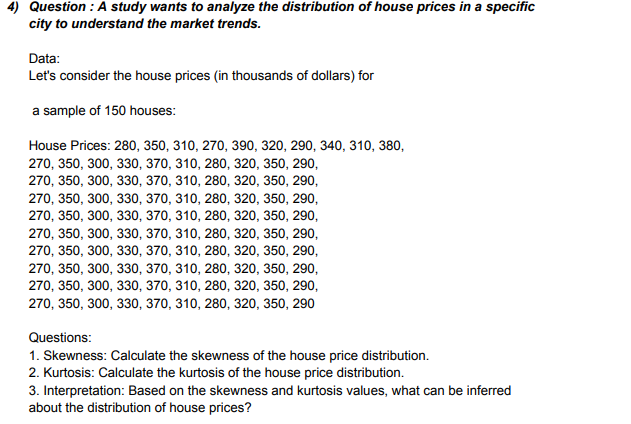 4) Question : A study wants to analyze the distribution of house prices in a specific
city to understand the market trends.
Data:
Let's consider the house prices (in thousands of dollars) for
a sample of 150 houses:
House Prices: 280, 350, 310, 270, 390, 320, 290, 340, 310, 380,
270, 350, 300, 330, 370, 310, 280, 320, 350, 290,
270, 350, 300, 330, 370, 310, 280, 320, 350, 290,
270, 350, 300, 330, 370, 310, 280, 320, 350, 290,
270, 350, 300, 330, 370, 310, 280, 320, 350, 290,
270, 350, 300, 330, 370, 310, 280, 320, 350, 290,
270, 350, 300, 330, 370, 310, 280, 320, 350, 290,
270, 350, 300, 330, 370, 310, 280, 320, 350, 290,
270, 350, 300, 330, 370, 310, 280, 320, 350, 290,
270, 350, 300, 330, 370, 310, 280, 320, 350, 290
Questions:
1. Skewness: Calculate the skewness of the house price distribution.
2. Kurtosis: Calculate the kurtosis of the house price distribution.
3. Interpretation: Based on the skewness and kurtosis values, what can be inferred
about the distribution of house prices?